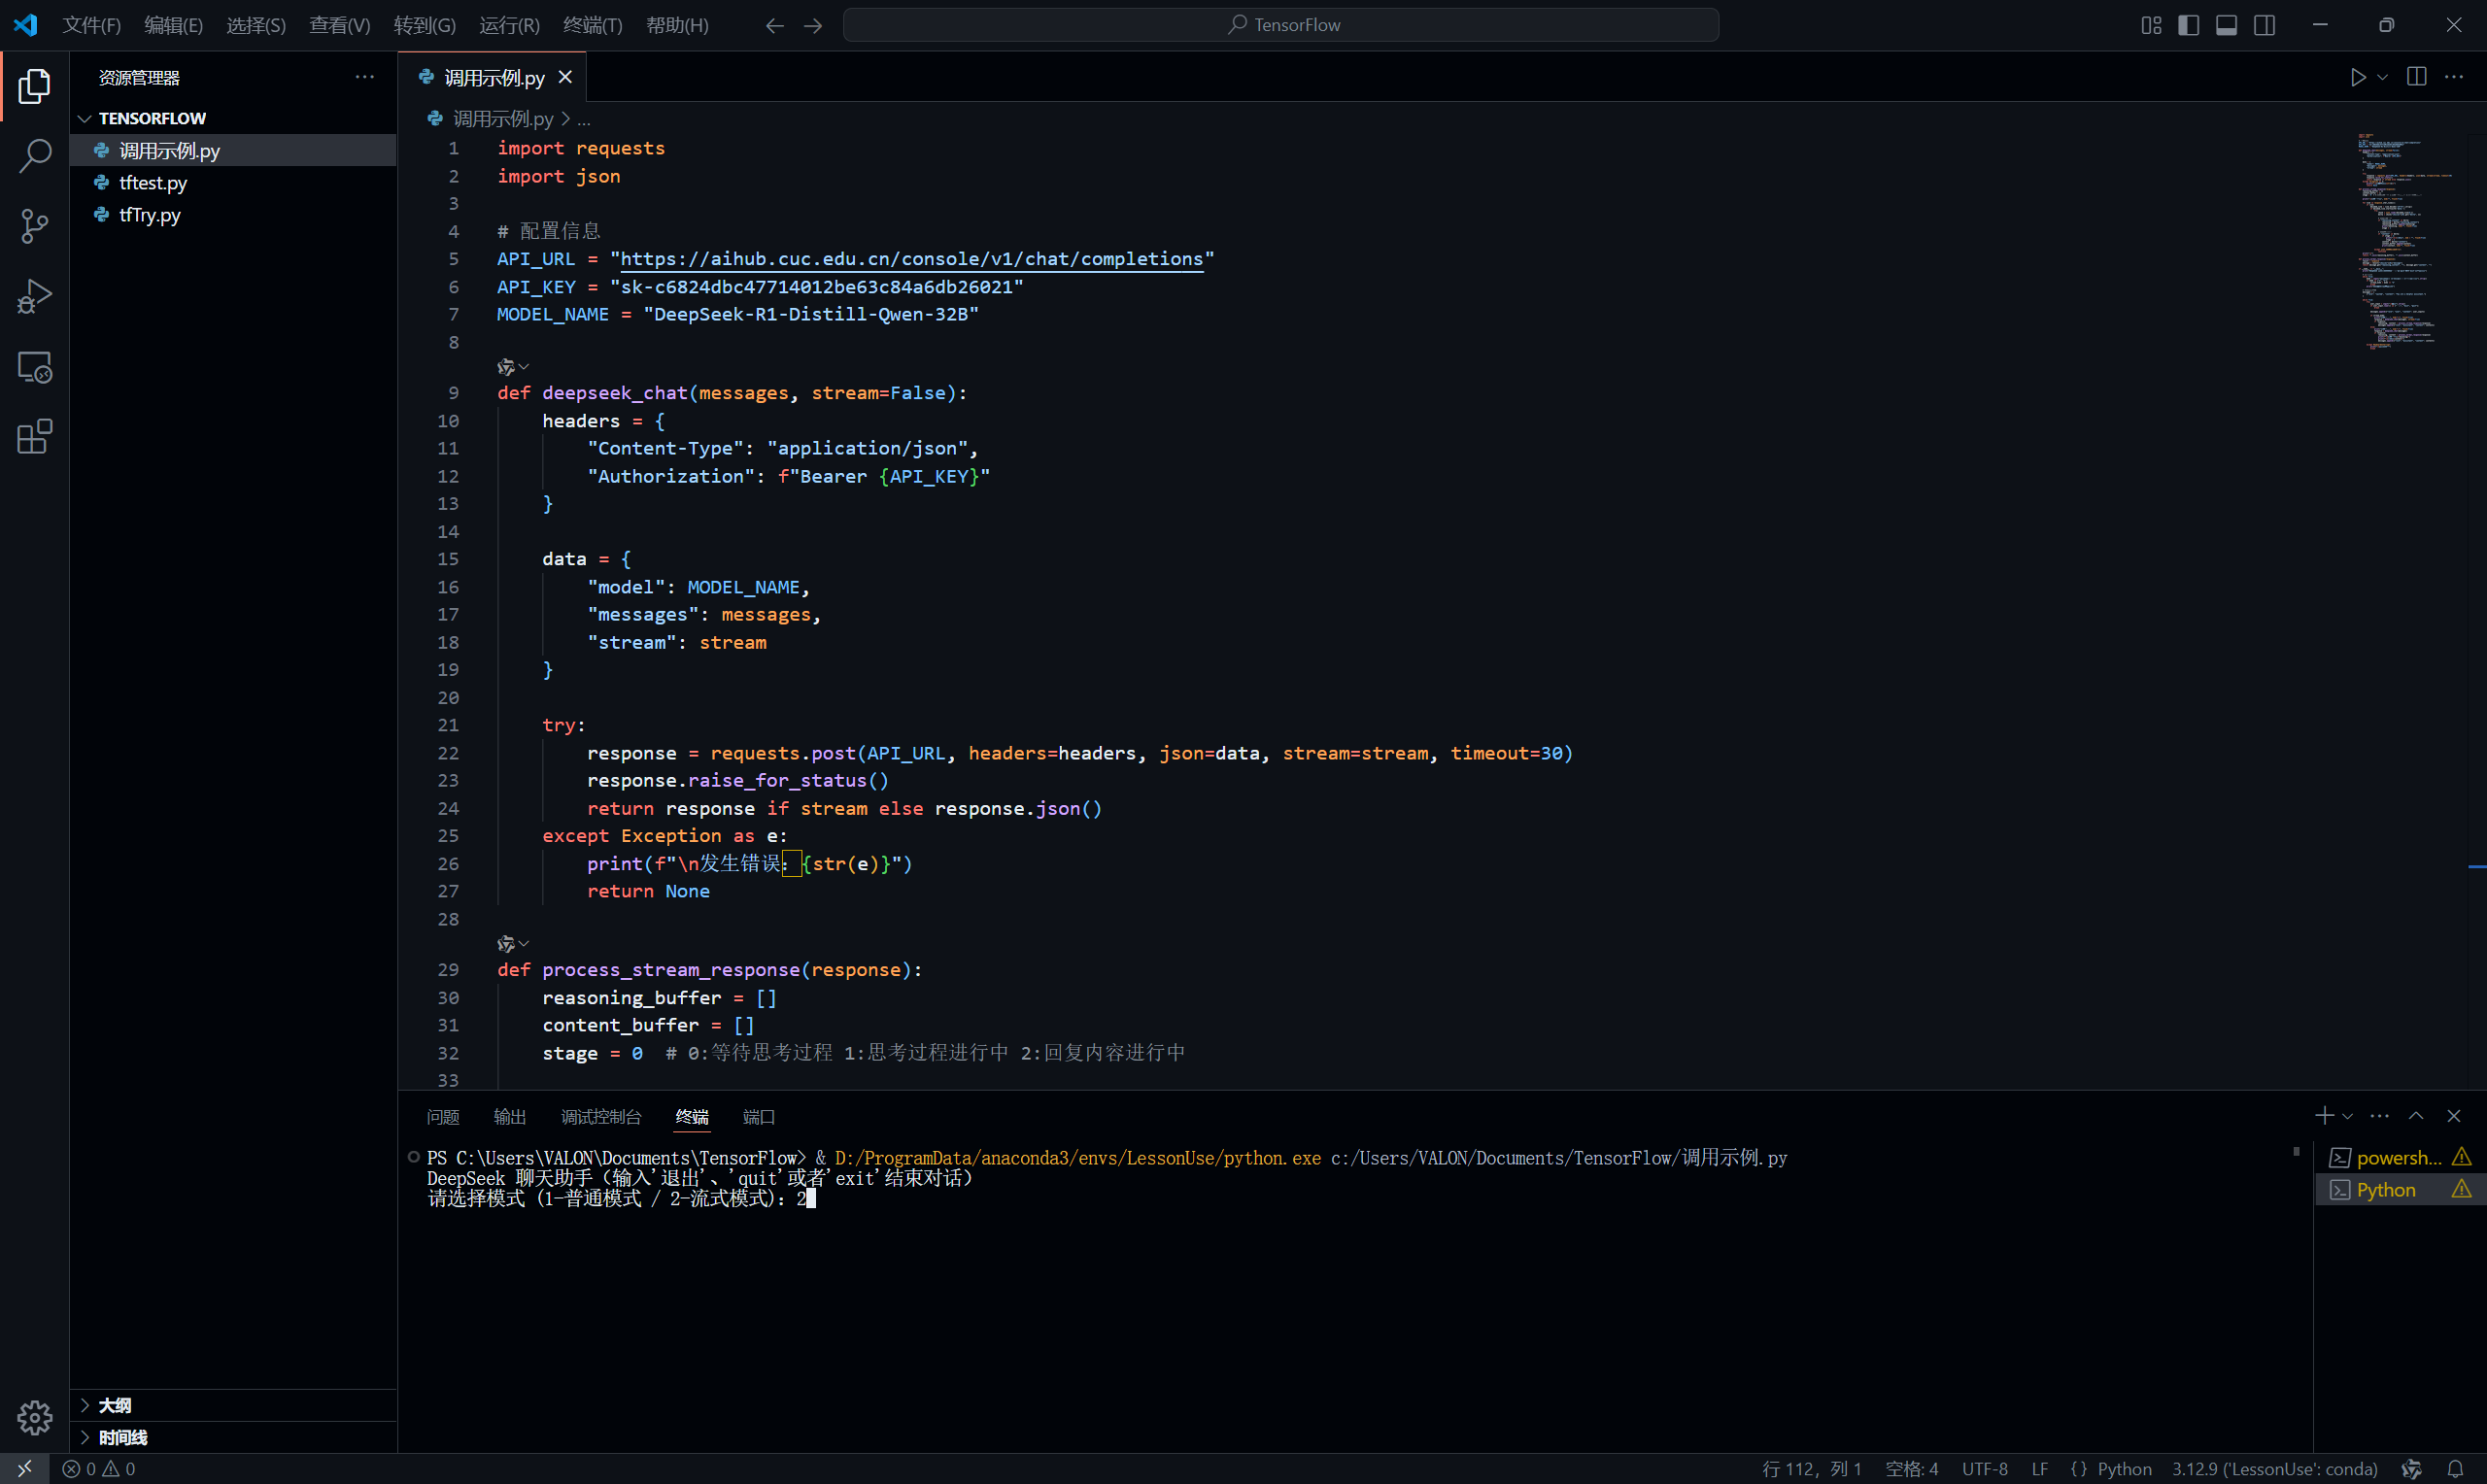 文件(F) 编辑(E) 选择(S) 查看(V) 转到(G) 运行(R) 终端(T) 帮助(H) TensorFlow
资源管理器
TENSORFLOW
调用示例.py
tftest.py
tfTry.py
大纲
时间线
调用示例.py
调用示例.py > ...
1 import requests
2 import json
3
4 # 配置信息
5 API_URL = "https://aihub.cuc.edu.cn/console/v1/chat/completions"
6 API_KEY = "sk-c6824dbc47714012be63c84a6db26021"
7 MODEL_NAME = "DeepSeek-R1-Distill-Qwen-32B"
8
9 def deepseek_chat(messages, stream=False):
10 headers = {
11 "Content-Type": "application/json",
12 "Authorization": f"Bearer {API_KEY}"
13 }
14
15 data = {
16 "model": MODEL_NAME,
17 "messages": messages,
18 "stream": stream
19 }
20
21 try:
22 response = requests.post(API_URL, headers=headers, json=data, stream=stream, timeout=30)
23 response.raise_for_status()
24 return response if stream else response.json()
25 except Exception as e:
26 print(f"\n发生错误：{str(e)}")
27 return None
28
29 def process_stream_response(response):
30 reasoning_buffer = []
31 content_buffer = []
32 stage = 0 # 0:等待思考过程 1:思考过程进行中 2:回复内容进行中
33
问题 输出 调试控制台 终端 端口
PS C:\Users\VALON\Documents\TensorFlow> & D:/ProgramData/anaconda3/envs/LessonUse/python.exe c:/Users/VALON/Documents/TensorFlow/调用示例.py
DeepSeek 聊天助手（输入'退出'、'quit'或者'exit'结束对话）
请选择模式 (1-普通模式 / 2-流式模式): 2
powersh...
Python
0 0 行 112，列 1 空格: 4 UTF-8 LF {} Python 3.12.9 ('LessonUse': conda)